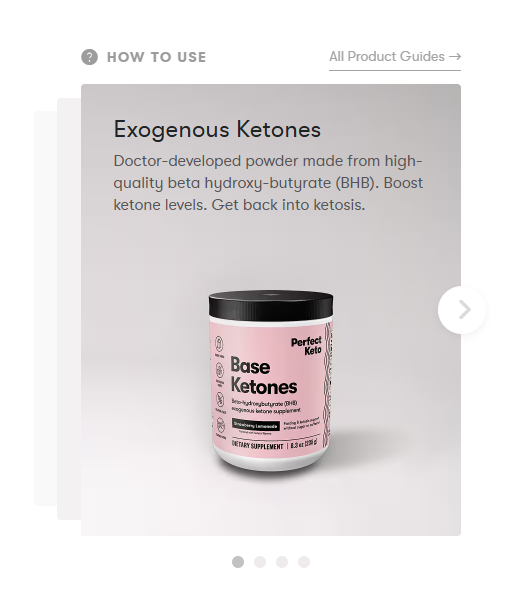 ? HOW TO USE
All Product Guides →
Exogenous Ketones
Doctor-developed powder made from high-
quality beta hydroxy-butyrate (BHB). Boost
ketone levels. Get back into ketosis.
Perfect
Keto
Base
Ketones
Beta-hydroxybutyrate (BHB)
exogenous ketone supplement
Strawberry Lemonade
DIETARY SUPPLEMENT | 8.3 oz (236 g)